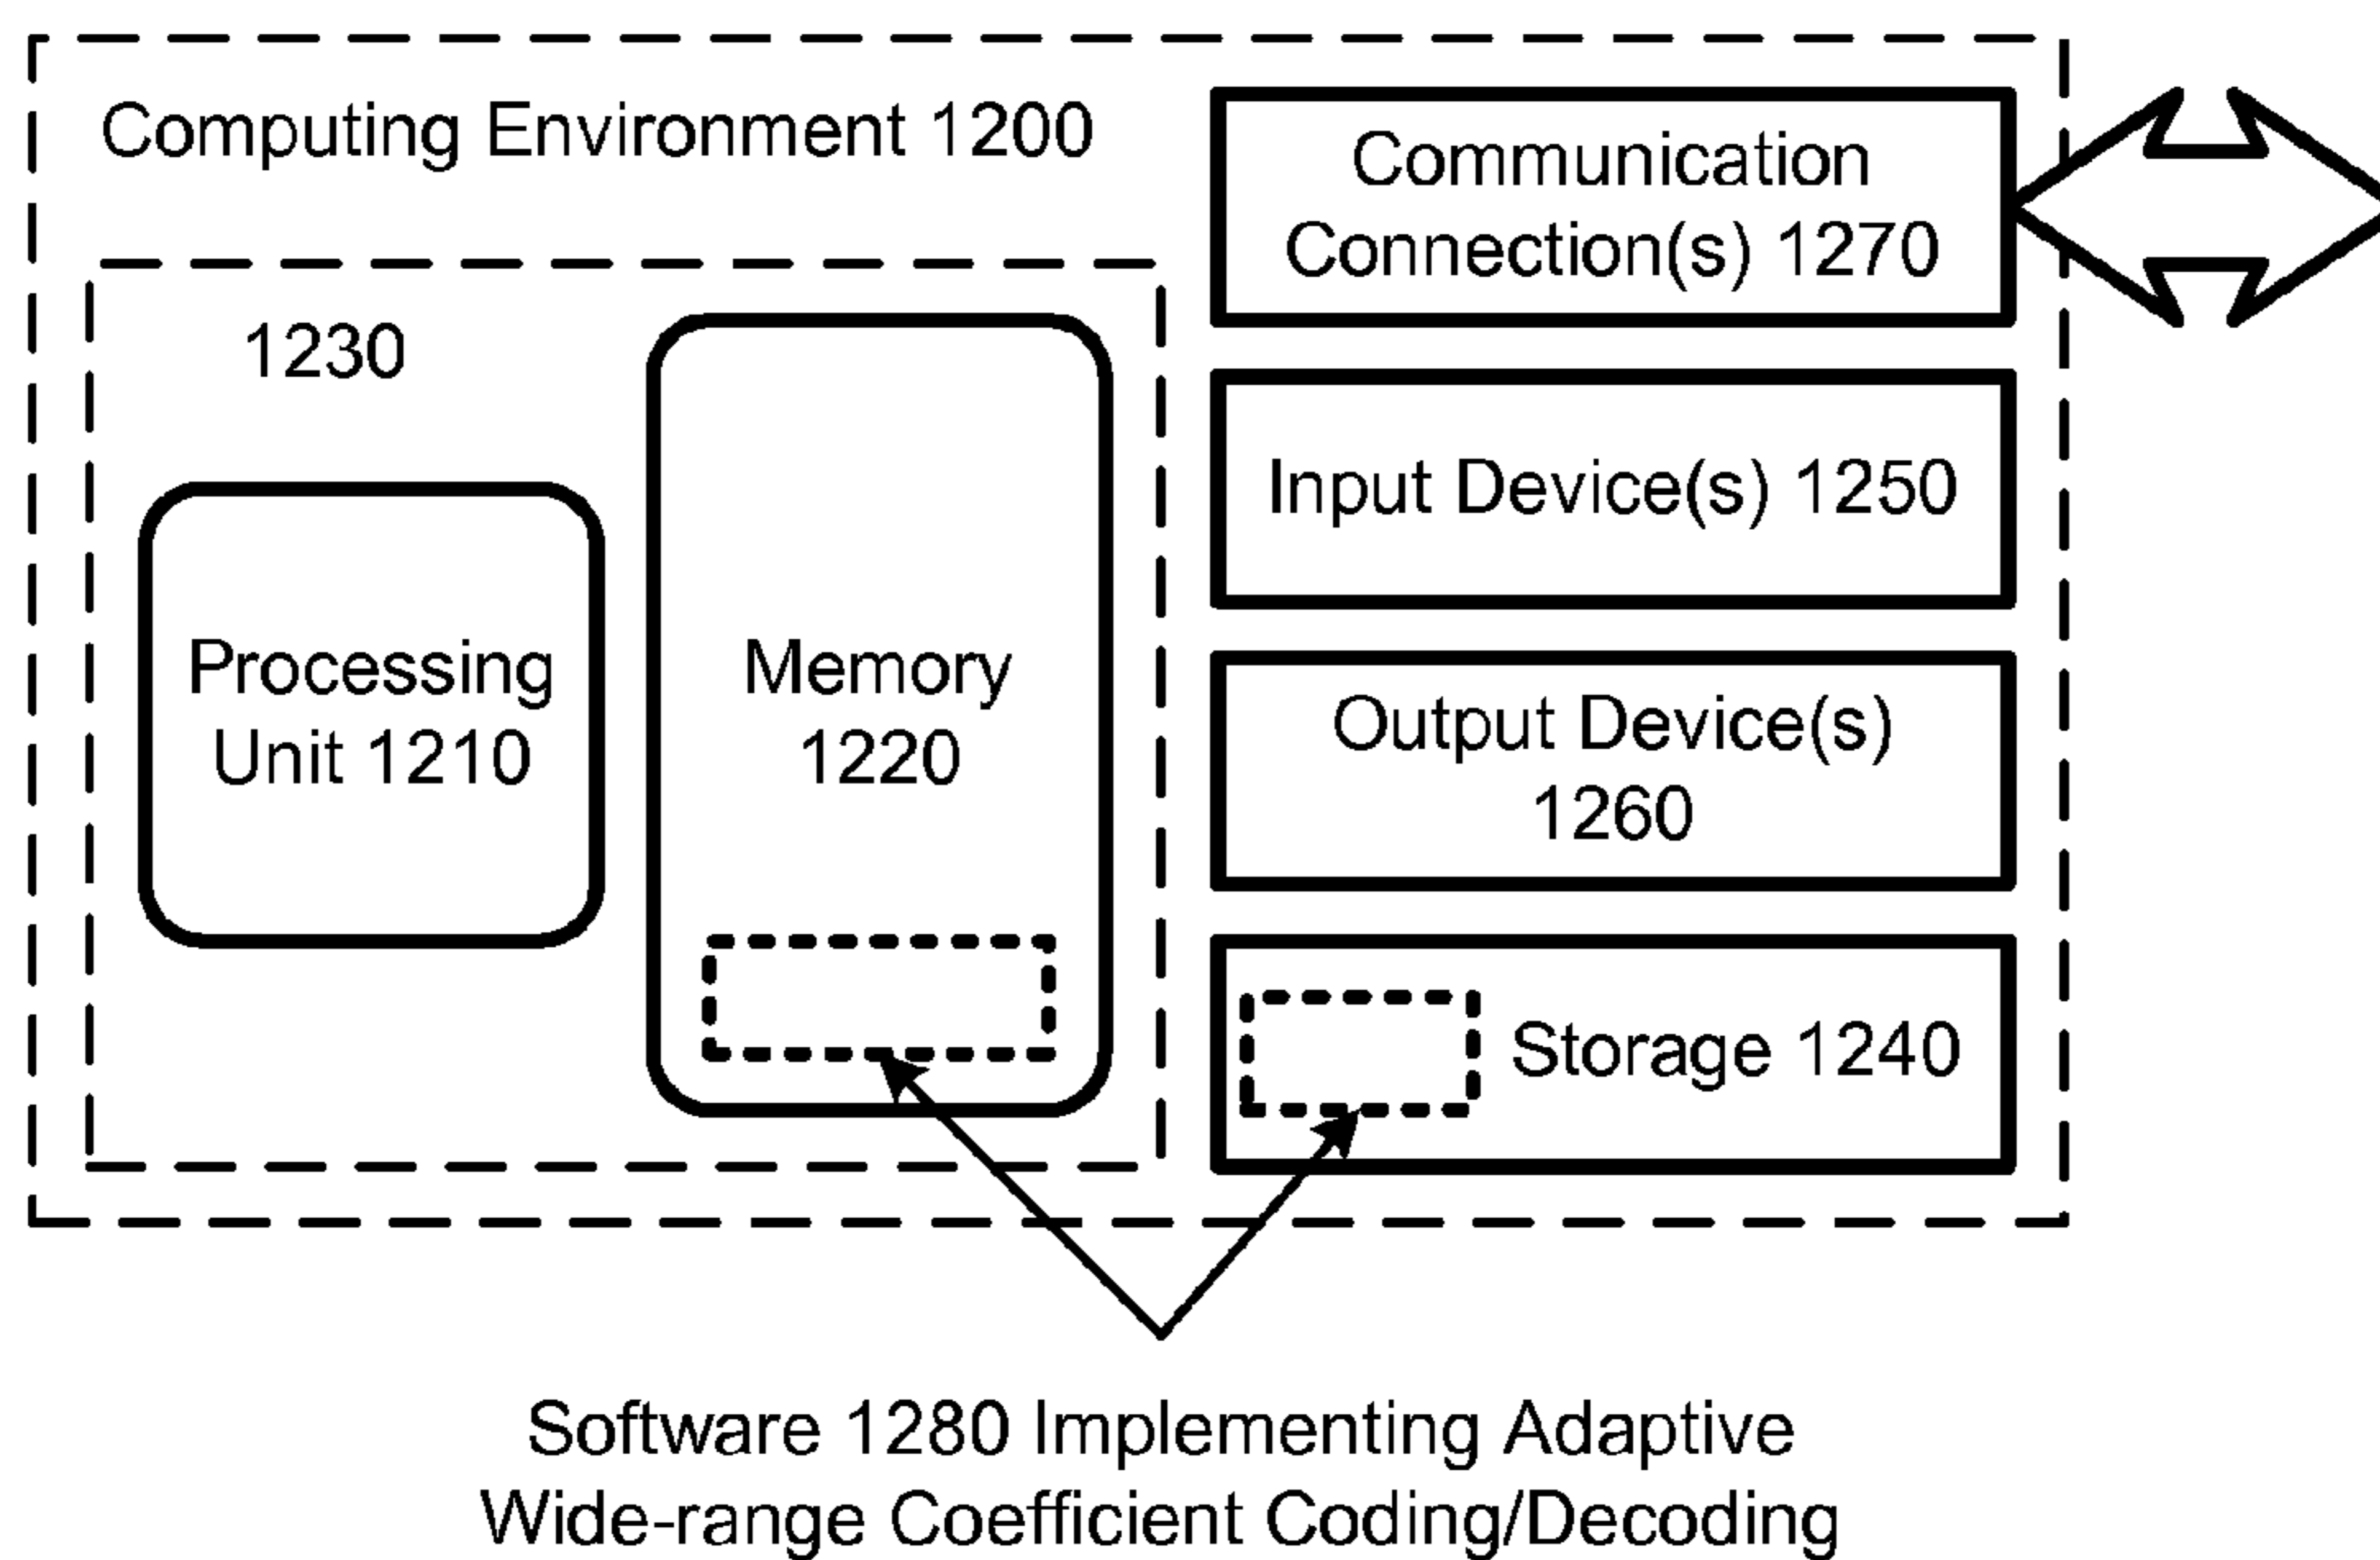 Computing Environment 1200
Communication
Connection(s) 1270
1230
Input Device(s) 1250
Processing
Unit 1210
Memory
1220
Output Device(s)
1260
Storage 1240
Software 1280 Implementing Adaptive
Wide-range Coefficient Coding/Decoding